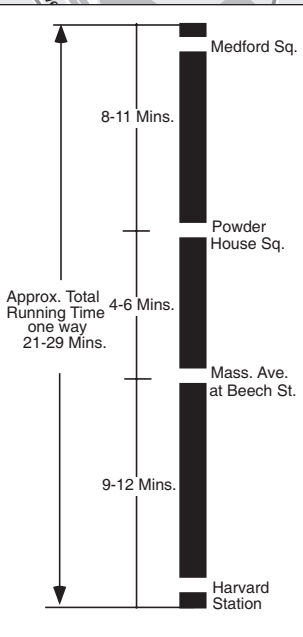 Medford Sq.
8-11 Mins.
Powder
House Sq.
Approx. Total
Running Time
one way
21-29 Mins.
4-6 Mins.
Mass. Ave.
at Beech St.
9-12 Mins.
Harvard
Station